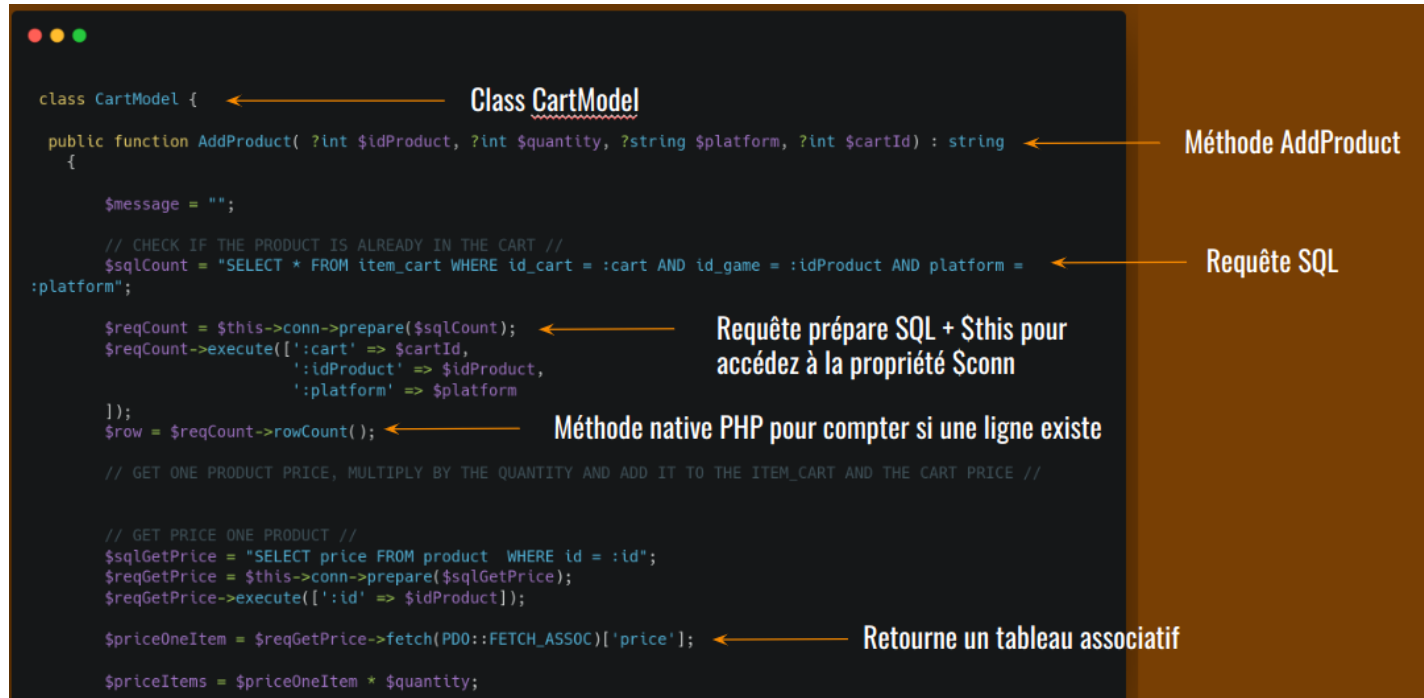 class CartModel {
Class CartModel
public function AddProduct( ?int $idProduct, ?int $quantity, ?string $platform, ?int $cartId) : string
Méthode AddProduct
{
$message = "";
// CHECK IF THE PRODUCT IS ALREADY IN THE CART //
$sqlCount = "SELECT * FROM item_cart WHERE id_cart = :cart AND id_game = :idProduct AND platform =
Requête SQL
:platform";
$reqCount = $this->conn->prepare($sqlCount);
Requête prépare SQL + $this pour
accédez à la propriété $conn
$reqCount->execute([':cart' => $cartId,
':idProduct' => $idProduct,
':platform' => $platform
]);
$row = $reqCount->rowCount();
Méthode native PHP pour compter si une ligne existe
// GET ONE PRODUCT PRICE, MULTIPLY BY THE QUANTITY AND ADD IT TO THE ITEM_CART AND THE CART PRICE //
// GET PRICE ONE PRODUCT //
$sqlGetPrice = "SELECT price FROM product  WHERE id = :id";
$reqGetPrice = $this->conn->prepare($sqlGetPrice);
$reqGetPrice->execute([':id' => $idProduct]);
$priceOneItem = $reqGetPrice->fetch(PDO::FETCH_ASSOC)['price'];
Retourne un tableau associatif
$priceItems = $priceOneItem * $quantity;